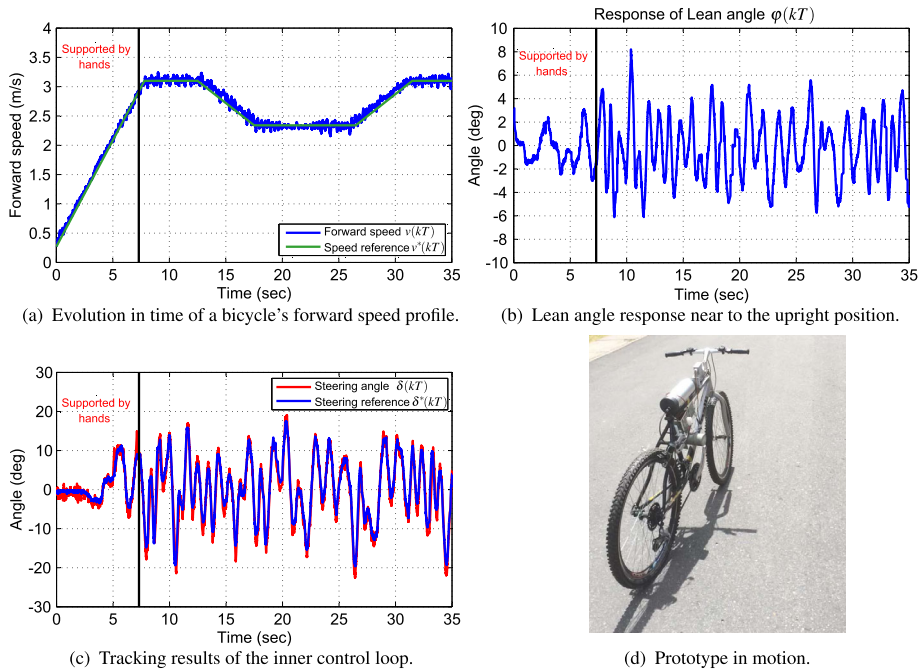 4
3.5
3
2.5
2
1.5
1
0.5
0
0 5 10 15 20 25 30 35
Forward speed (m/s)
Time (sec)
Supported by
hands
Forward speed v(kT)
Speed reference v*(kT)
(a) Evolution in time of a bicycle's forward speed profile.
Response of Lean angle φ(kT)
10
8
6
4
2
0
-2
-4
-6
-8
-10
0 5 10 15 20 25 30 35
Angle (deg
Time (sec)
Supported by
hands
(b) Lean angle response near to the upright position.
30
20
10
0
-10
-20
-30
0 5 10 15 20 25 30 35
Angle (deg)
Time (sec)
Supported by
hands
Steering angle δ(kT)
Steering reference δ*(kT)
(c) Tracking results of the inner control loop.
(d) Prototype in motion.